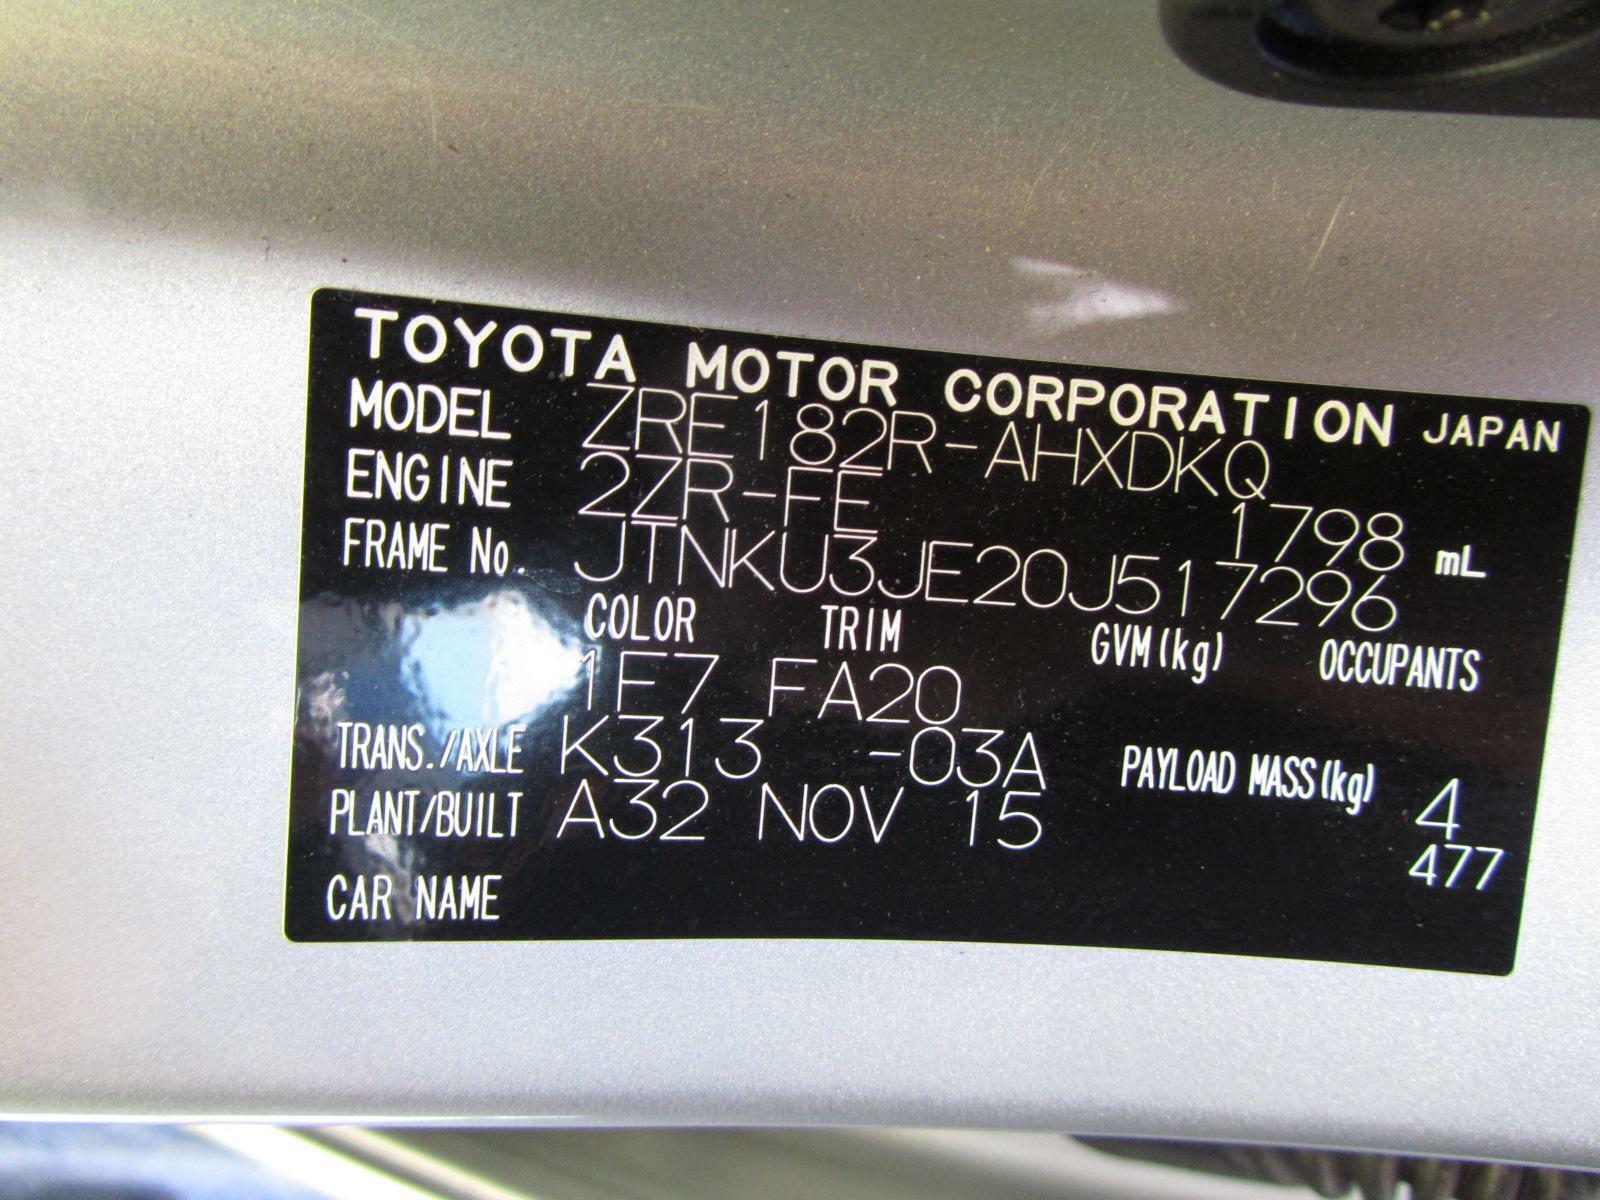 TOYOTA MOTOR CORPORATION JAPAN
MODEL ZRE182R-AHXDKQ
ENGINE 2ZR-FE 1798 mL
FRAME No. JTNKU3JE20J517296
COLOR TRIM GVM(kg) OCCUPANTS
1F7 FA20
TRANS./AXLE K313 -03A PAYLOAD MASS(kg) 4
PLANT/BUILT A32 NOV 15 477
CAR NAME